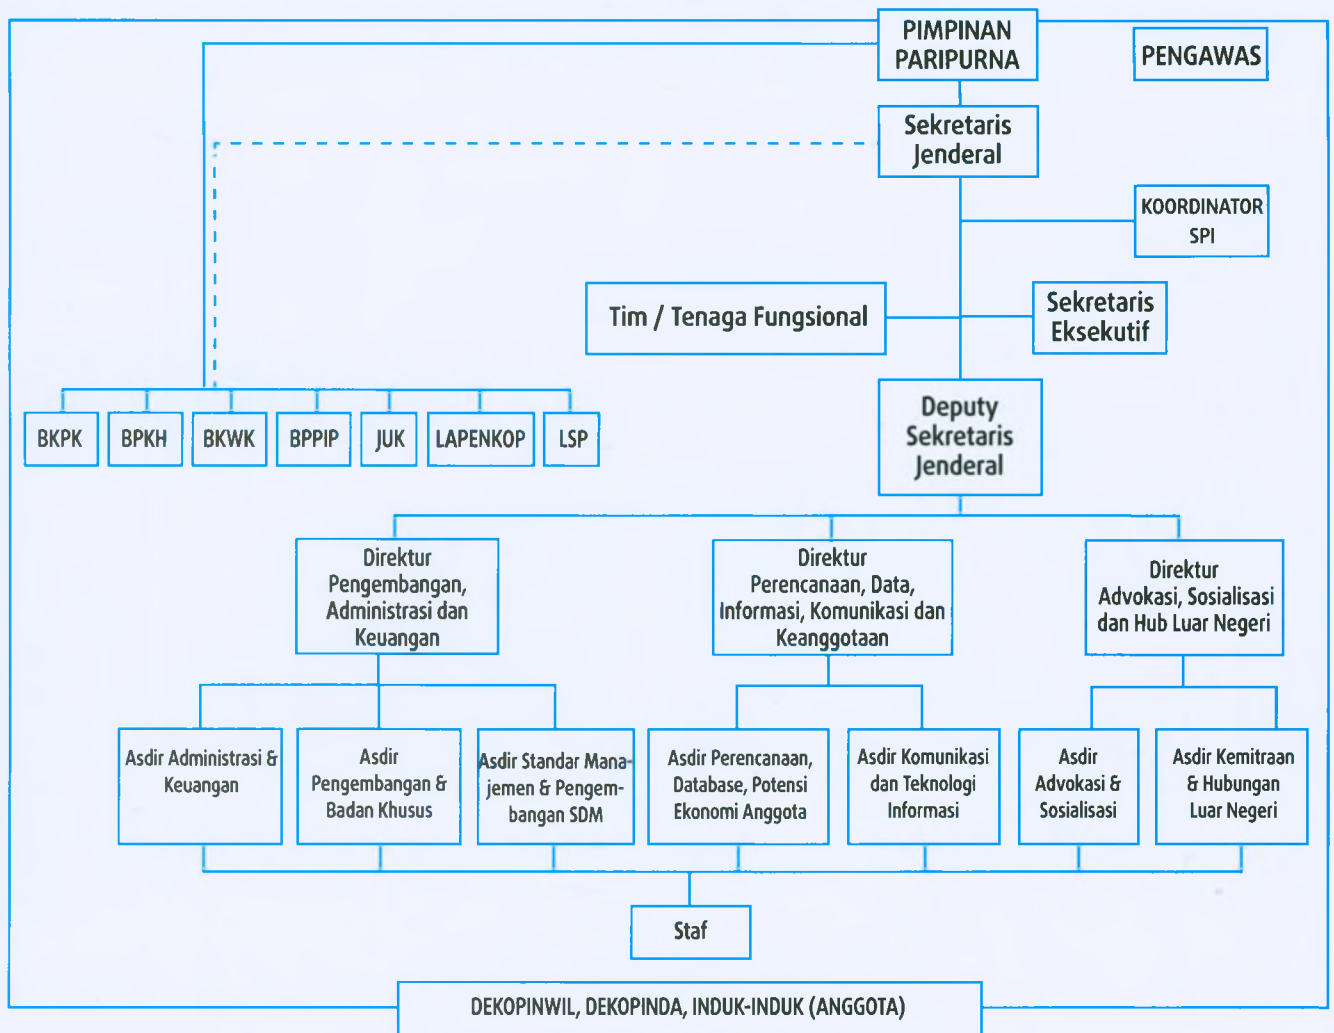 PIMPINAN
PARIPURNA
PENGAWAS
Sekretaris
Jenderal
KOORDINATOR
SPI
Tim / Tenaga Fungsional
Sekretaris
Eksekutif
BKPK
BPKH
BKWK
BPPIP
JUK
LAPENKOP
LSP
Deputy
Sekretaris
Jenderal
Direktur
Pengembangan,
Administrasi dan
Keuangan
Direktur
Perencanaan, Data,
Informasi, Komunikasi dan
Keanggotaan
Direktur
Advokasi, Sosialisasi
dan Hub Luar Negeri
Asdir Administrasi &
Keuangan
Asdir
Pengembangan &
Badan Khusus
Asdir Standar Mana-
jemen & Pengem-
bangan SDM
Asdir Perencanaan,
Database, Potensi
Ekonomi Anggota
Asdir Komunikasi
dan Teknologi
Informasi
Asdir
Advokasi &
Sosialisasi
Asdir Kemitraan
& Hubungan
Luar Negeri
Staf
DEKOPINWIL, DEKOPINDA, INDUK-INDUK (ANGGOTA)